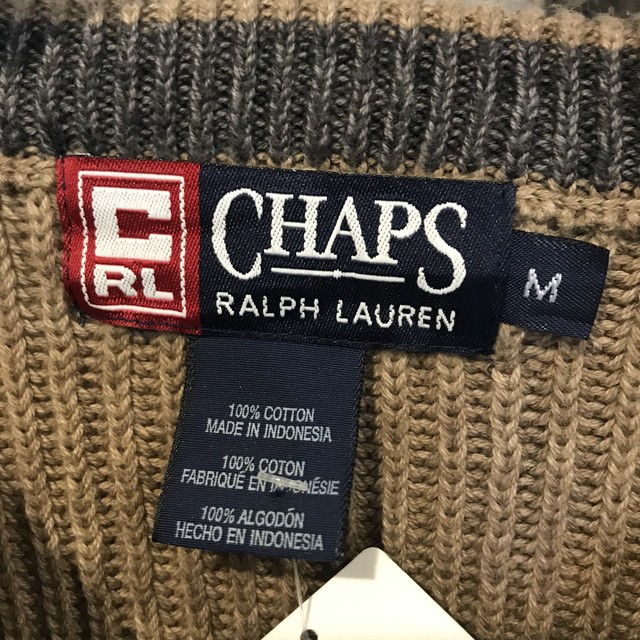 C
RL
CHAPS
RALPH LAUREN
M
100% COTTON
MADE IN INDONESIA
100% COTON
FABRIQUÉ EN INDONÉSIE
100% ALGODÓN
HECHO EN INDONESIA